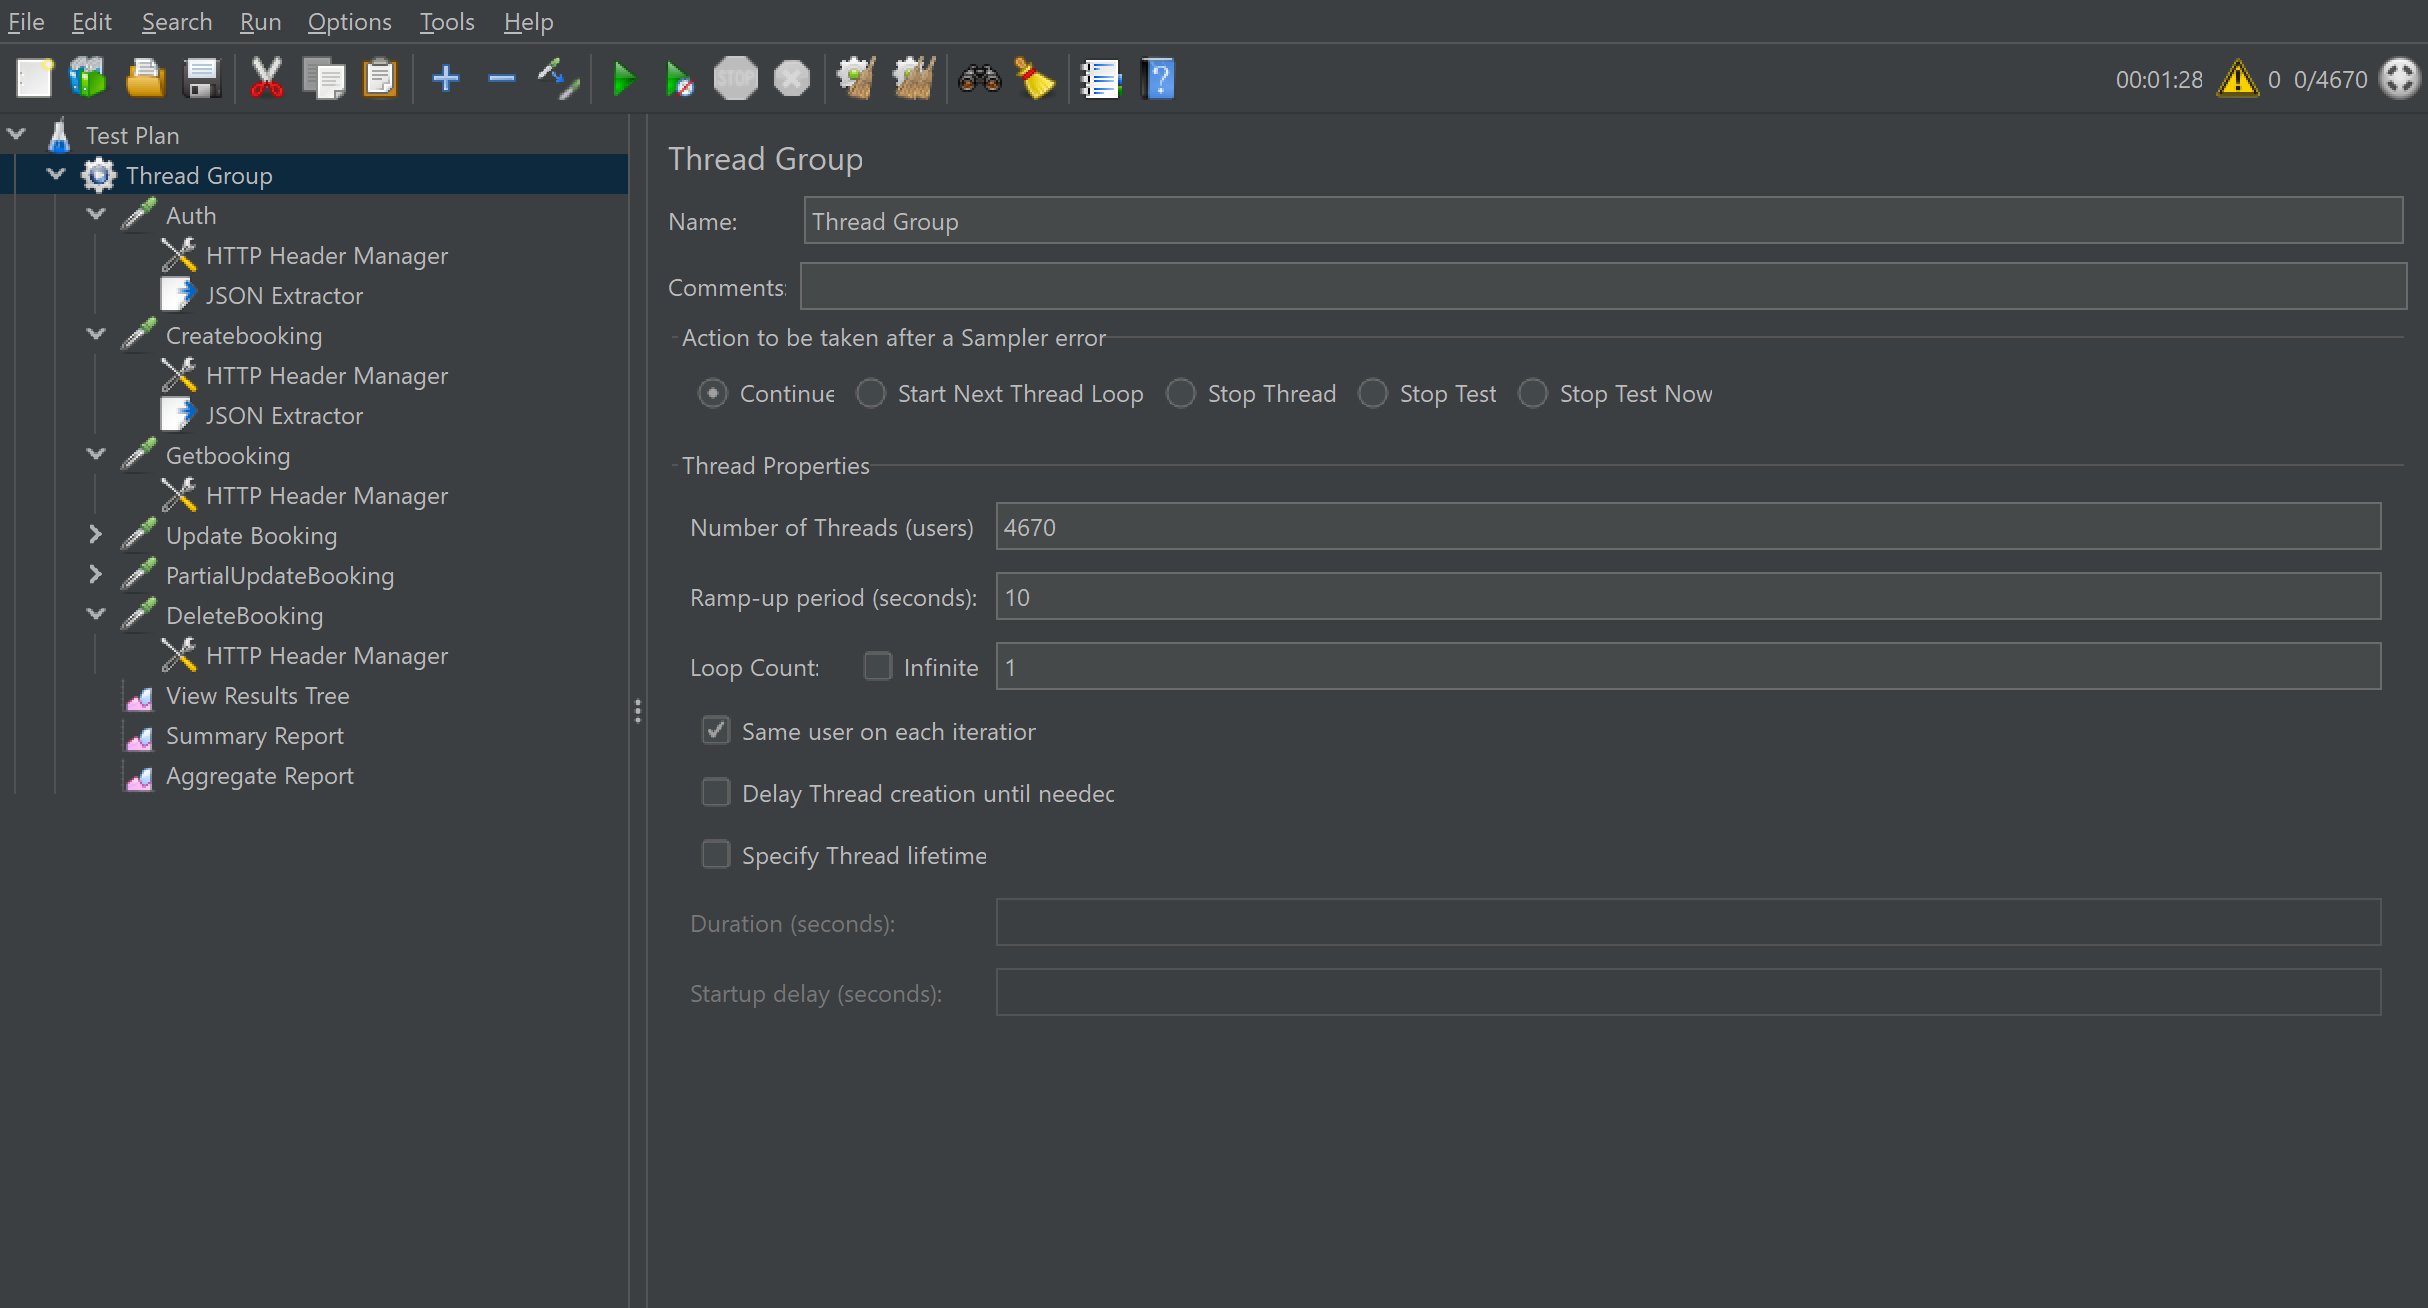 File Edit Search Run Options Tools Help
STOP 00:01:28 0 0/4670
Test Plan
Thread Group
Auth
HTTP Header Manager
JSON Extractor
Createbooking
HTTP Header Manager
JSON Extractor
Getbooking
HTTP Header Manager
Update Booking
PartialUpdateBooking
DeleteBooking
HTTP Header Manager
View Results Tree
Summary Report
Aggregate Report
Thread Group
Name: Thread Group
Comments:
Action to be taken after a Sampler error
Continue Start Next Thread Loop Stop Thread Stop Test Stop Test Now
Thread Properties
Number of Threads (users) 4670
Ramp-up period (seconds): 10
Loop Count: Infinite 1
Same user on each iteratior
Delay Thread creation until needec
Specify Thread lifetime
Duration (seconds):
Startup delay (seconds):